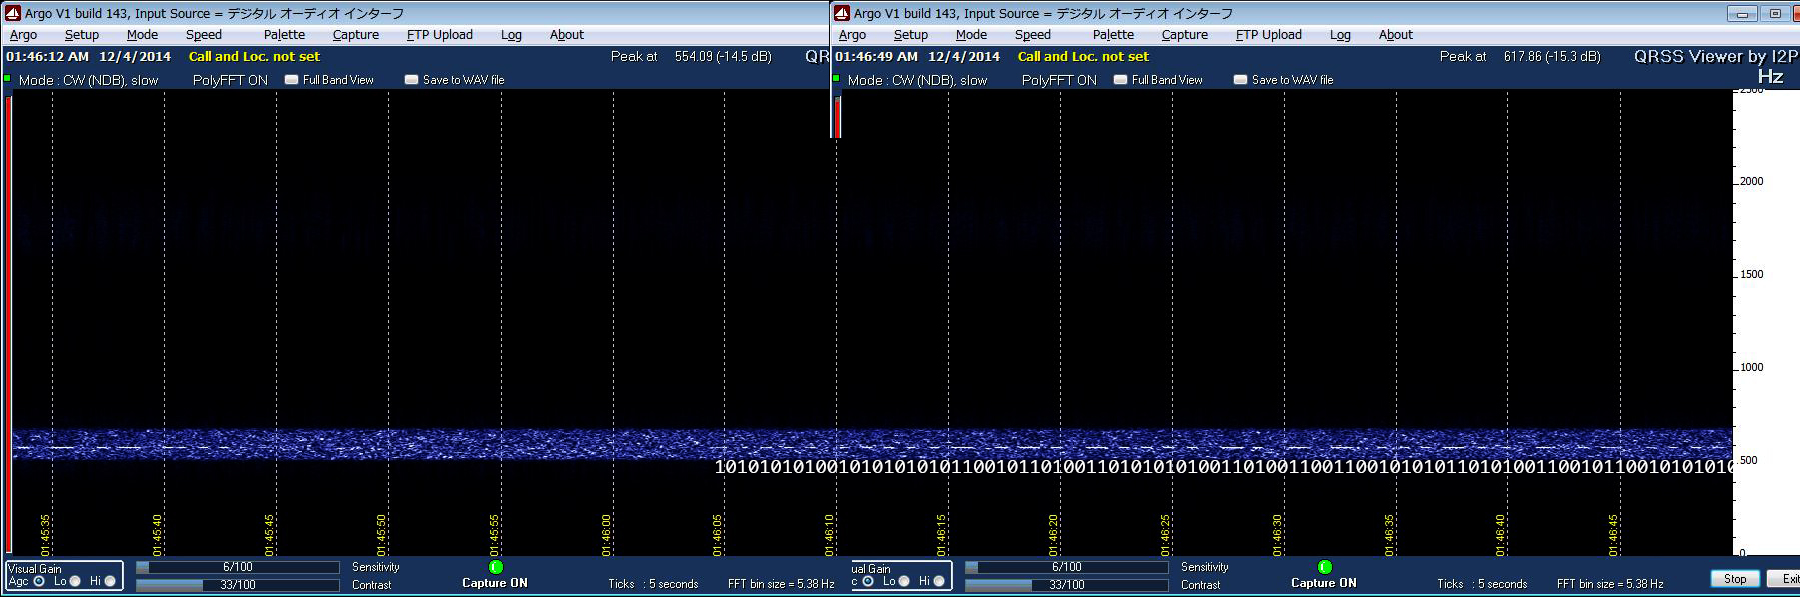 Argo V1 build 143, Input Source = デジタル オーディオ インターフ
Argo Setup Mode Speed Palette Capture FTP Upload Log About
01:46:12 AM 12/4/2014 Call and Loc. not set Peak at 554.09 (-14.5 dB) QR
Mode : CW (NDB), slow PolyFFT ON Full Band View Save to WAV file
Argo V1 build 143, Input Source = デジタル オーディオ インターフ
Argo Setup Mode Speed Palette Capture FTP Upload Log About
01:46:49 AM 12/4/2014 Call and Loc. not set Peak at 617.86 (-15.3 dB) QRSS Viewer by I2P
Mode : CW (NDB), slow PolyFFT ON Full Band View Save to WAV file Hz
2500
2000
1500
1000
500
0
01:45:35 01:45:40 01:45:45 01:45:50 01:45:55 01:46:00 01:46:05 01:46:10 01:46:15 01:46:20 01:46:25 01:46:30 01:46:35 01:46:40 01:46:45
Visual Gain
Agc Lo Hi
6/100 Sensitivity
33/100 Contrast
Capture ON
Ticks : 5 seconds FFT bin size = 5.38 Hz
ual Gain
c Lo Hi
6/100 Sensitivity
33/100 Contrast
Capture ON
Ticks : 5 seconds FFT bin size = 5.38 Hz
Stop Exit